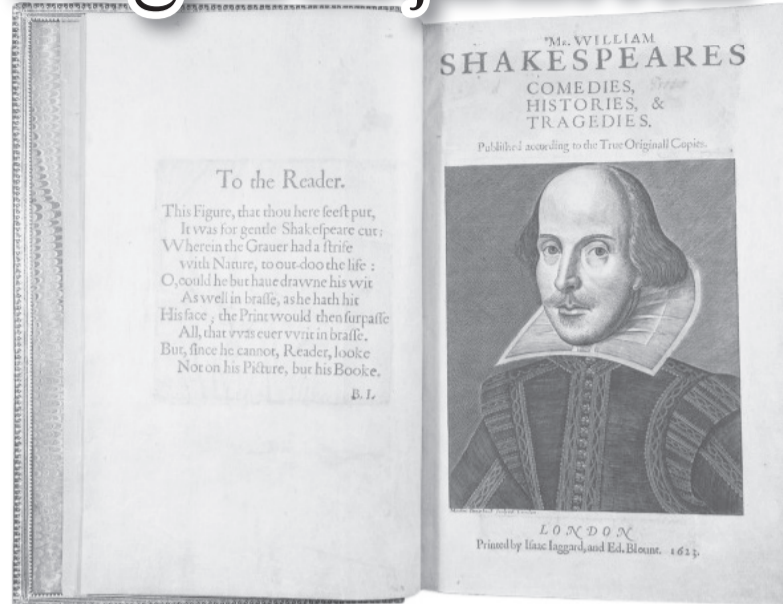 To the Reader.
This Figure, that thou here seeſt put,
It was for gentle Shakeſpeare cut:
Wherein the Grauer had a ſtrife
with Nature, to out-doo the life :
O, could he but haue drawne his wit
As well in braſſe, as he hath hit
His face ; the Print would then ſurpaſſe
All, that vvas euer vvrit in braſſe.
But, ſince he cannot, Reader, looke
Not on his Picture, but his Booke.
B. I.
Mr. WILLIAM
SHAKESPEARES
COMEDIES,
HISTORIES, &
TRAGEDIES.
Publiſhed according to the True Originall Copies.
LONDON
Printed by Iſaac Iaggard, and Ed. Blount. 1623.